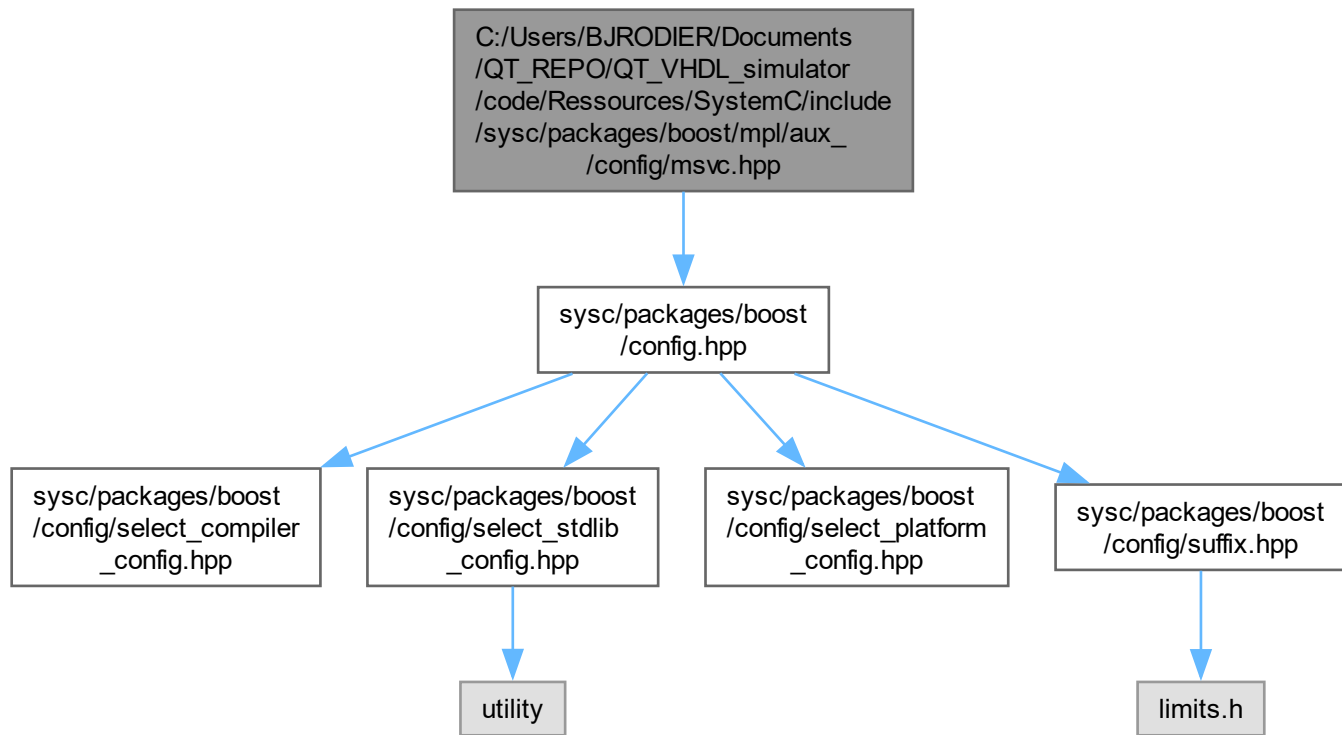 C:/Users/BJRODIER/Documents
/QT_REPO/QT_VHDL_simulator
/code/Ressources/SystemC/include
/sysc/packages/boost/mpl/aux_
/config/msvc.hpp
sysc/packages/boost
/config.hpp
sysc/packages/boost
/config/select_compiler
_config.hpp
sysc/packages/boost
/config/select_stdlib
_config.hpp
sysc/packages/boost
/config/select_platform
_config.hpp
sysc/packages/boost
/config/suffix.hpp
utility
limits.h